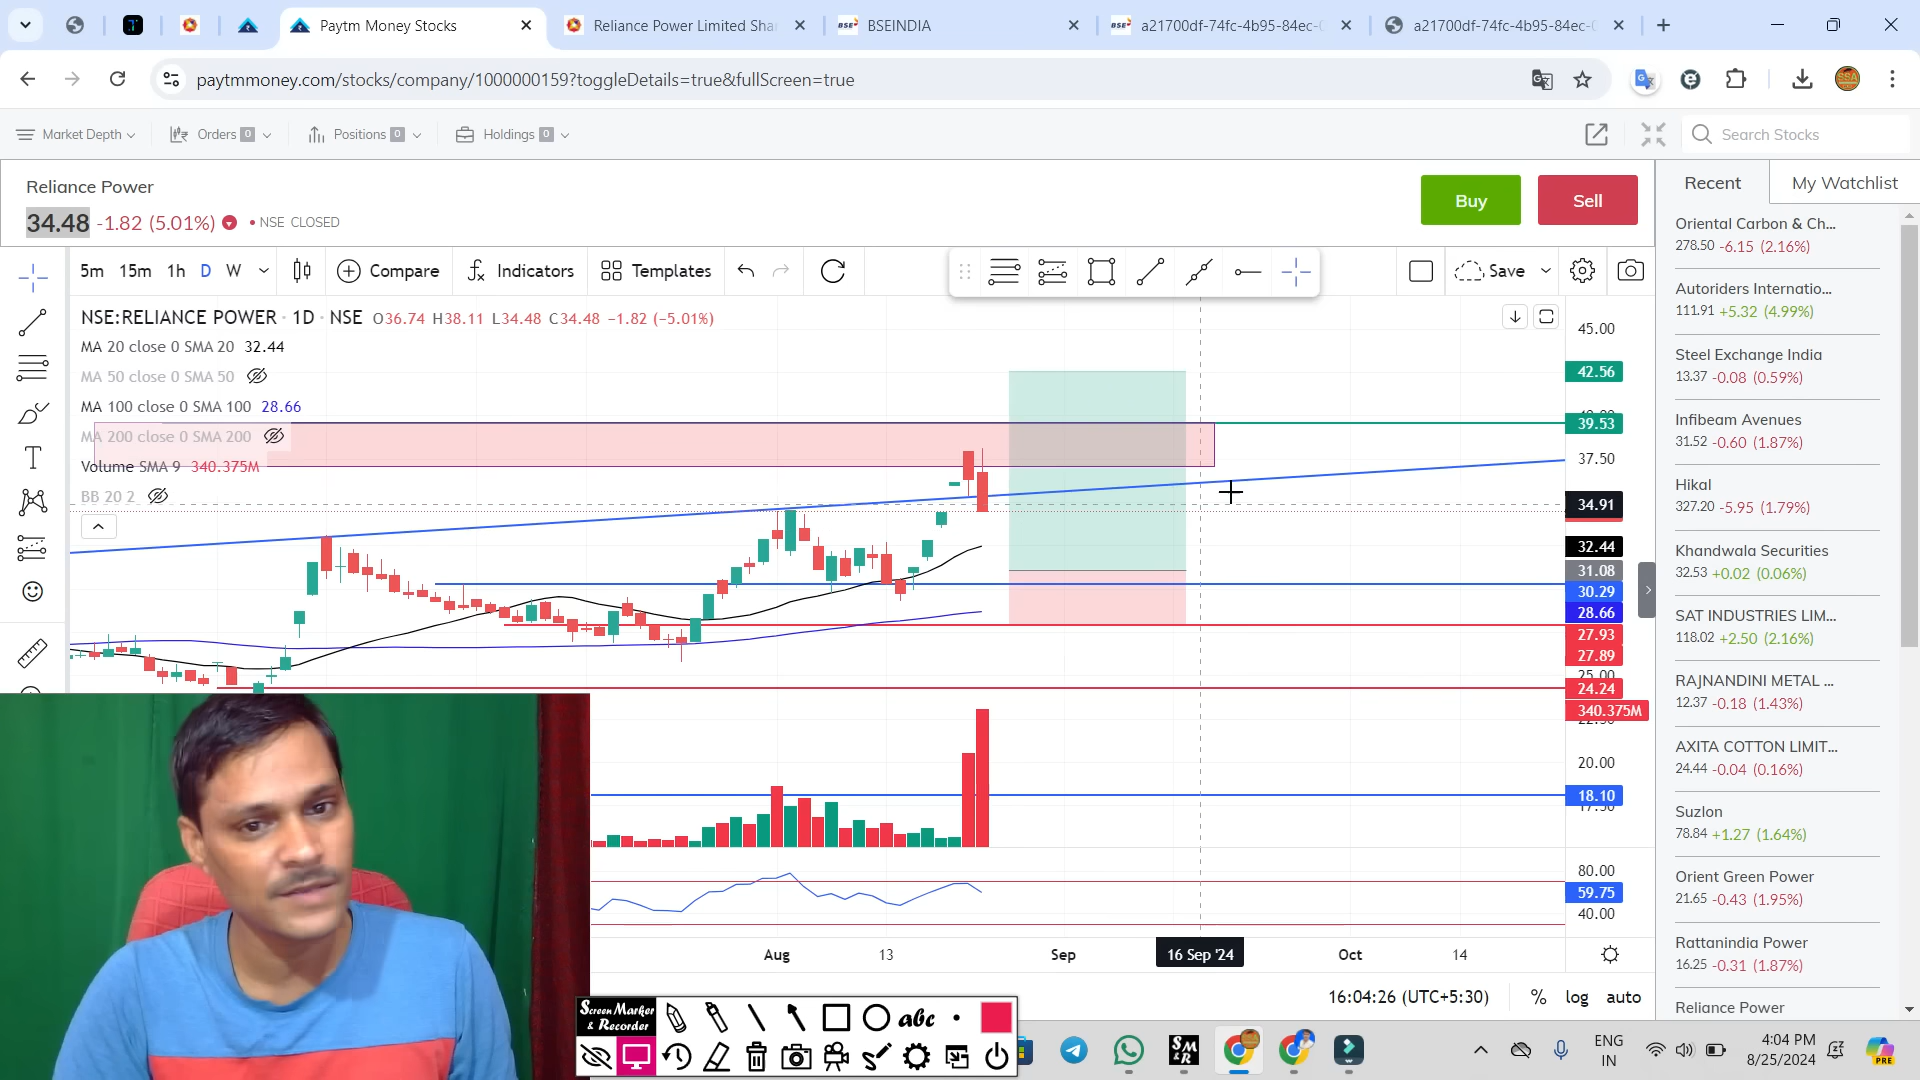 Paytm Money Stocks
Reliance Power Limited Sha
BSEINDIA
a21700df-74fc-4b95-84ec-
a21700df-74fc-4b95-84ec-
paytmmoney.com/stocks/company/1000000159?toggleDetails=true&fullScreen=true
Market Depth
Orders 0
Positions 0
Holdings 0
Search Stocks
Reliance Power
34.48 -1.82 (5.01%) • NSE CLOSED
Buy
Sell
Recent
My Watchlist
5m 15m 1h D W
Compare
Indicators
Templates
Save
NSE:RELIANCE POWER · 1D · NSE O36.74 H38.11 L34.48 C34.48 −1.82 (−5.01%)
MA 20 close 0 SMA 20 32.44
MA 50 close 0 SMA 50
MA 100 close 0 SMA 100 28.66
MA 200 close 0 SMA 200
Volume SMA 9 340.375M
BB 20 2
45.00
42.56
39.53
37.50
34.91
32.44
31.08
30.29
28.66
27.93
27.89
25.00
24.24
340.375M
20.00
18.10
80.00
59.75
40.00
Aug
13
Sep
16 Sep '24
Oct
14
16:04:26 (UTC+5:30)
%
log
auto
Oriental Carbon & Ch...
278.50 -6.15 (2.16%)
Autoriders Internatio...
111.91 +5.32 (4.99%)
Steel Exchange India
13.37 -0.08 (0.59%)
Infibeam Avenues
31.52 -0.60 (1.87%)
Hikal
327.20 -5.95 (1.79%)
Khandwala Securities
32.53 +0.02 (0.06%)
SAT INDUSTRIES LIM...
118.02 +2.50 (2.16%)
RAJNANDINI METAL ...
12.37 -0.18 (1.43%)
AXITA COTTON LIMIT...
24.44 -0.04 (0.16%)
Suzlon
78.84 +1.27 (1.64%)
Orient Green Power
21.65 -0.43 (1.95%)
Rattanindia Power
16.25 -0.31 (1.87%)
Reliance Power
Screen Marker
& Recorder
abc
SM
&R
ENG
IN
4:04 PM
8/25/2024
PRE